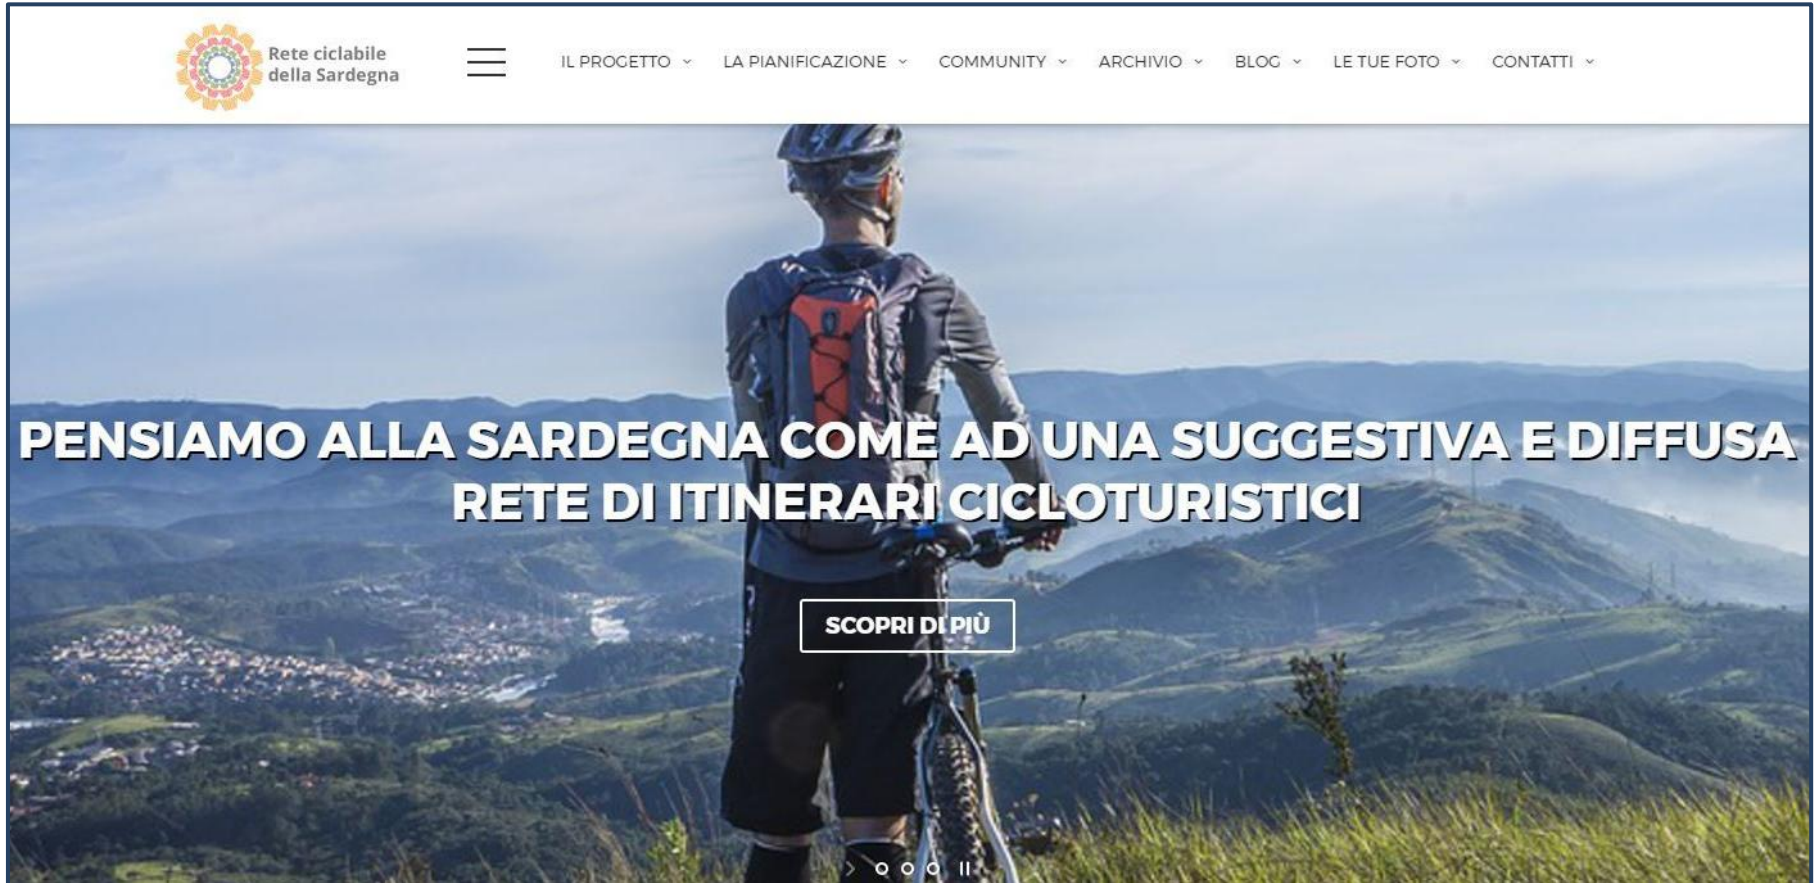 Rete ciclabile
della Sardegna
IL PROGETTO LA PIANIFICAZIONE COMMUNITY ARCHIVIO BLOG LE TUE FOTO CONTATTI
PENSIAMO ALLA SARDEGNA COME AD UNA SUGGESTIVA E DIFFUSA
RETE DI ITINERARI CICLOTURISTICI
SCOPRI DI PIÙ